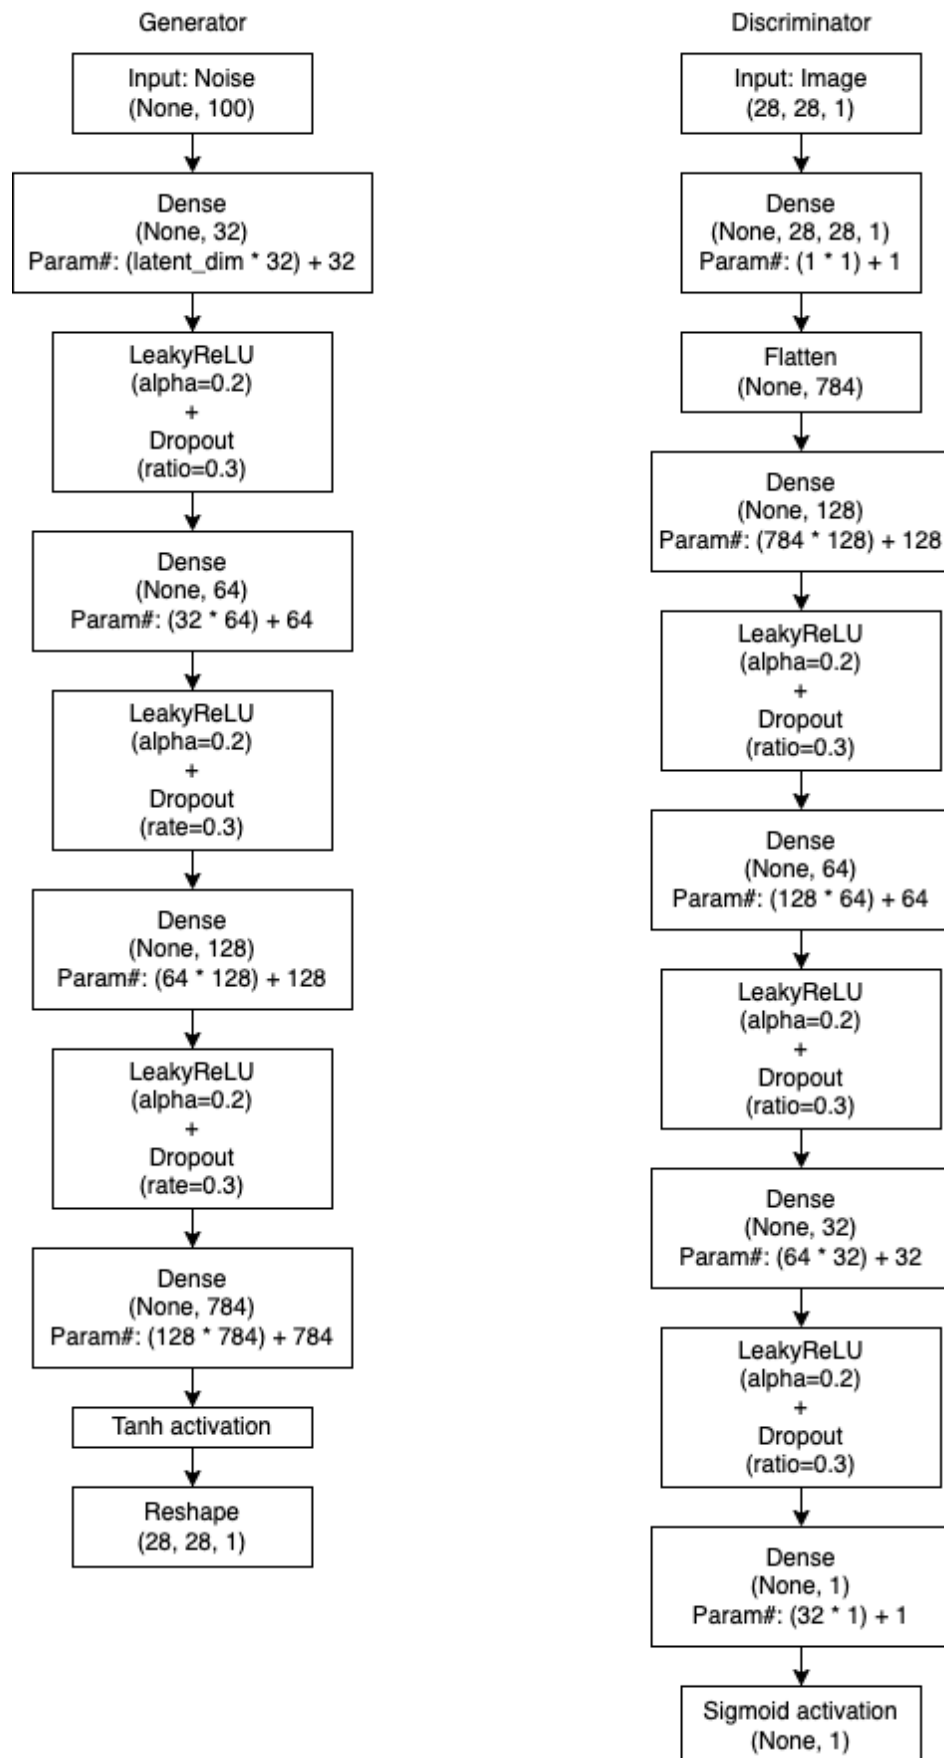 Generator
Input: Noise
(None, 100)
Dense
(None, 32)
Param#: (latent_dim * 32) + 32
LeakyReLU
(alpha=0.2)
+
Dropout
(ratio=0.3)
Dense
(None, 64)
Param#: (32 * 64) + 64
LeakyReLU
(alpha=0.2)
+
Dropout
(rate=0.3)
Dense
(None, 128)
Param#: (64 * 128) + 128
LeakyReLU
(alpha=0.2)
+
Dropout
(rate=0.3)
Dense
(None, 784)
Param#: (128 * 784) + 784
Tanh activation
Reshape
(28, 28, 1)
Discriminator
Input: Image
(28, 28, 1)
Dense
(None, 28, 28, 1)
Param#: (1 * 1) + 1
Flatten
(None, 784)
Dense
(None, 128)
Param#: (784 * 128) + 128
LeakyReLU
(alpha=0.2)
+
Dropout
(ratio=0.3)
Dense
(None, 64)
Param#: (128 * 64) + 64
LeakyReLU
(alpha=0.2)
+
Dropout
(ratio=0.3)
Dense
(None, 32)
Param#: (64 * 32) + 32
LeakyReLU
(alpha=0.2)
+
Dropout
(ratio=0.3)
Dense
(None, 1)
Param#: (32 * 1) + 1
Sigmoid activation
(None, 1)